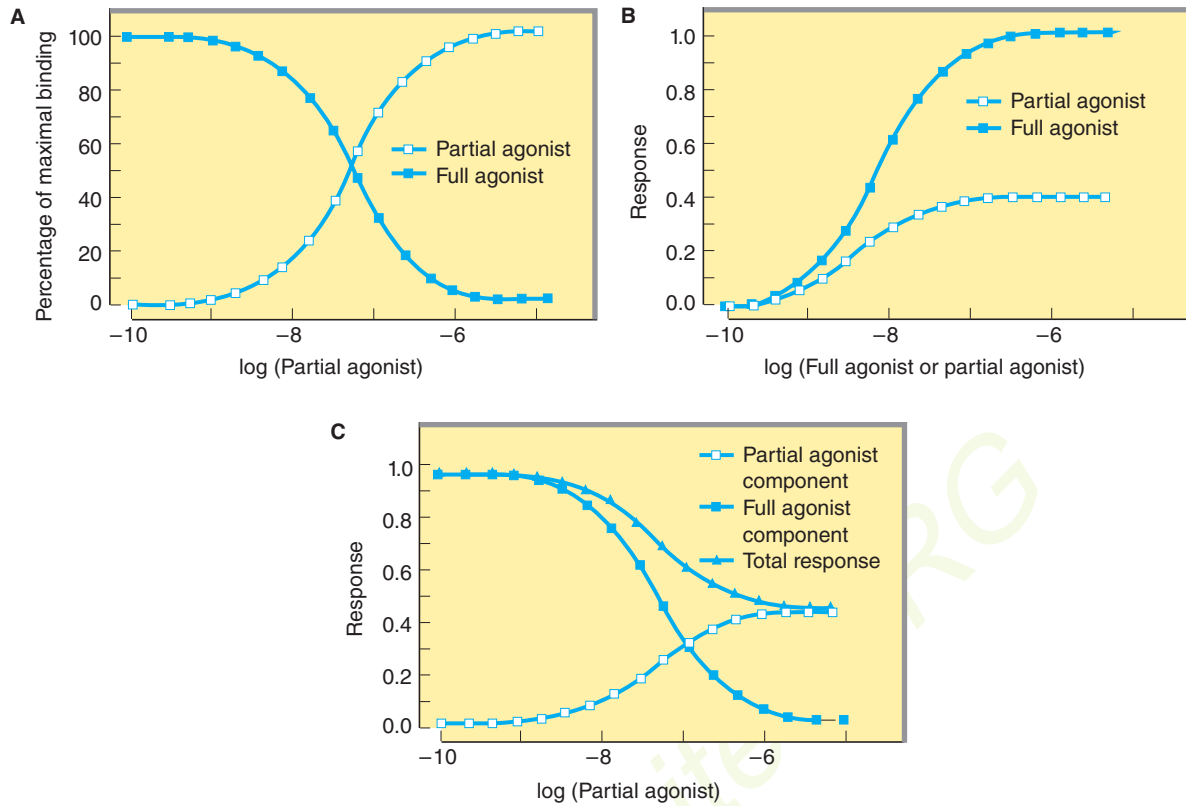 A
Percentage of maximal binding
100
80
60
40
20
0
Partial agonist
Full agonist
−10
−8
−6
log (Partial agonist)
B
Response
1.0
0.8
0.6
0.4
0.2
0.0
Partial agonist
Full agonist
−10
−8
−6
log (Full agonist or partial agonist)
C
Response
1.0
0.8
0.6
0.4
0.2
0.0
Partial agonist
component
Full agonist
component
Total response
−10
−8
−6
log (Partial agonist)